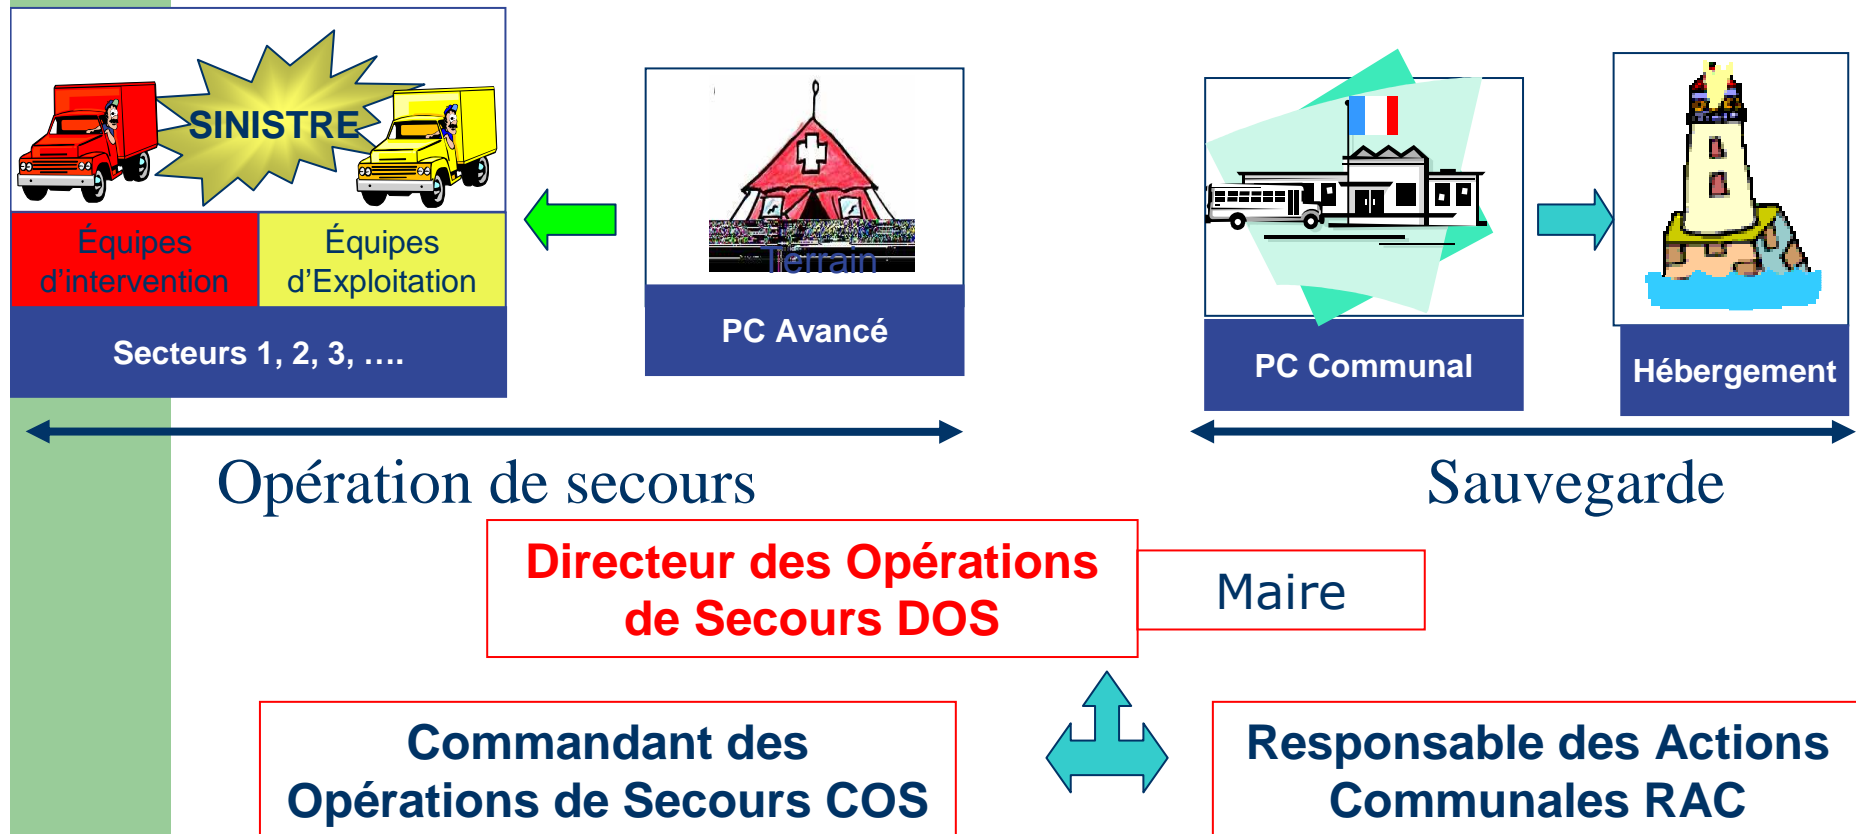 SINISTRE
Équipes
d'intervention
Équipes
d'Exploitation
Secteurs 1, 2, 3, ….
Terrain
PC Avancé
PC Communal
Hébergement
Opération de secours
Sauvegarde
Directeur des Opérations
de Secours DOS
Maire
Commandant des
Opérations de Secours COS
Responsable des Actions
Communales RAC